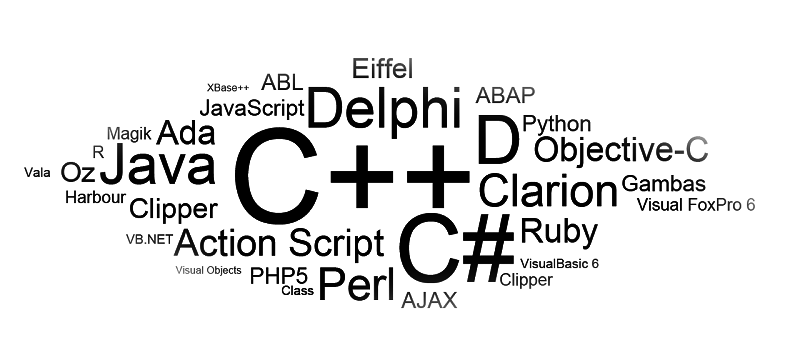 Eiffel
XBase++
ABL
JavaScript
Delphi
ABAP
Magik
Ada
Python
D
R
Objective-C
Vala
Oz
Java
C++
Clarion
Gambas
Harbour
Clipper
Visual FoxPro 6
VB.NET
Action Script
C#
Ruby
Visual Objects
PHP5
VisualBasic 6
Class
Perl
Clipper
AJAX